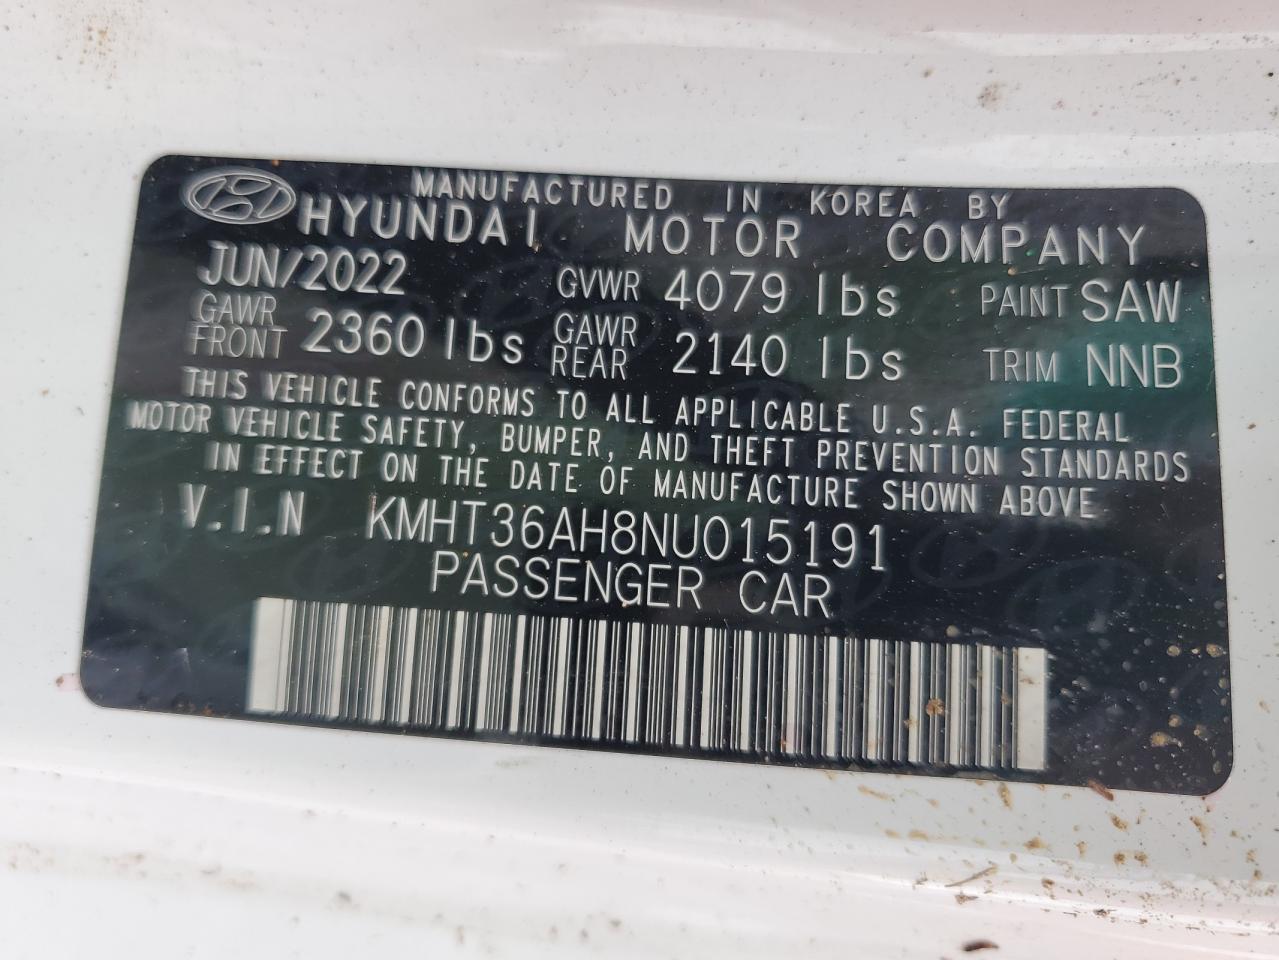 MANUFACTURED IN KOREA BY
HYUNDAI MOTOR COMPANY
JUN/2022 GVWR 4079 lbs PAINT SAW
GAWR FRONT 2360 lbs GAWR REAR 2140 lbs TRIM NNB
THIS VEHICLE CONFORMS TO ALL APPLICABLE U.S.A. FEDERAL
MOTOR VEHICLE SAFETY, BUMPER, AND THEFT PREVENTION STANDARDS
IN EFFECT ON THE DATE OF MANUFACTURE SHOWN ABOVE.
V.I.N KMHT36AH8NU015191
PASSENGER CAR